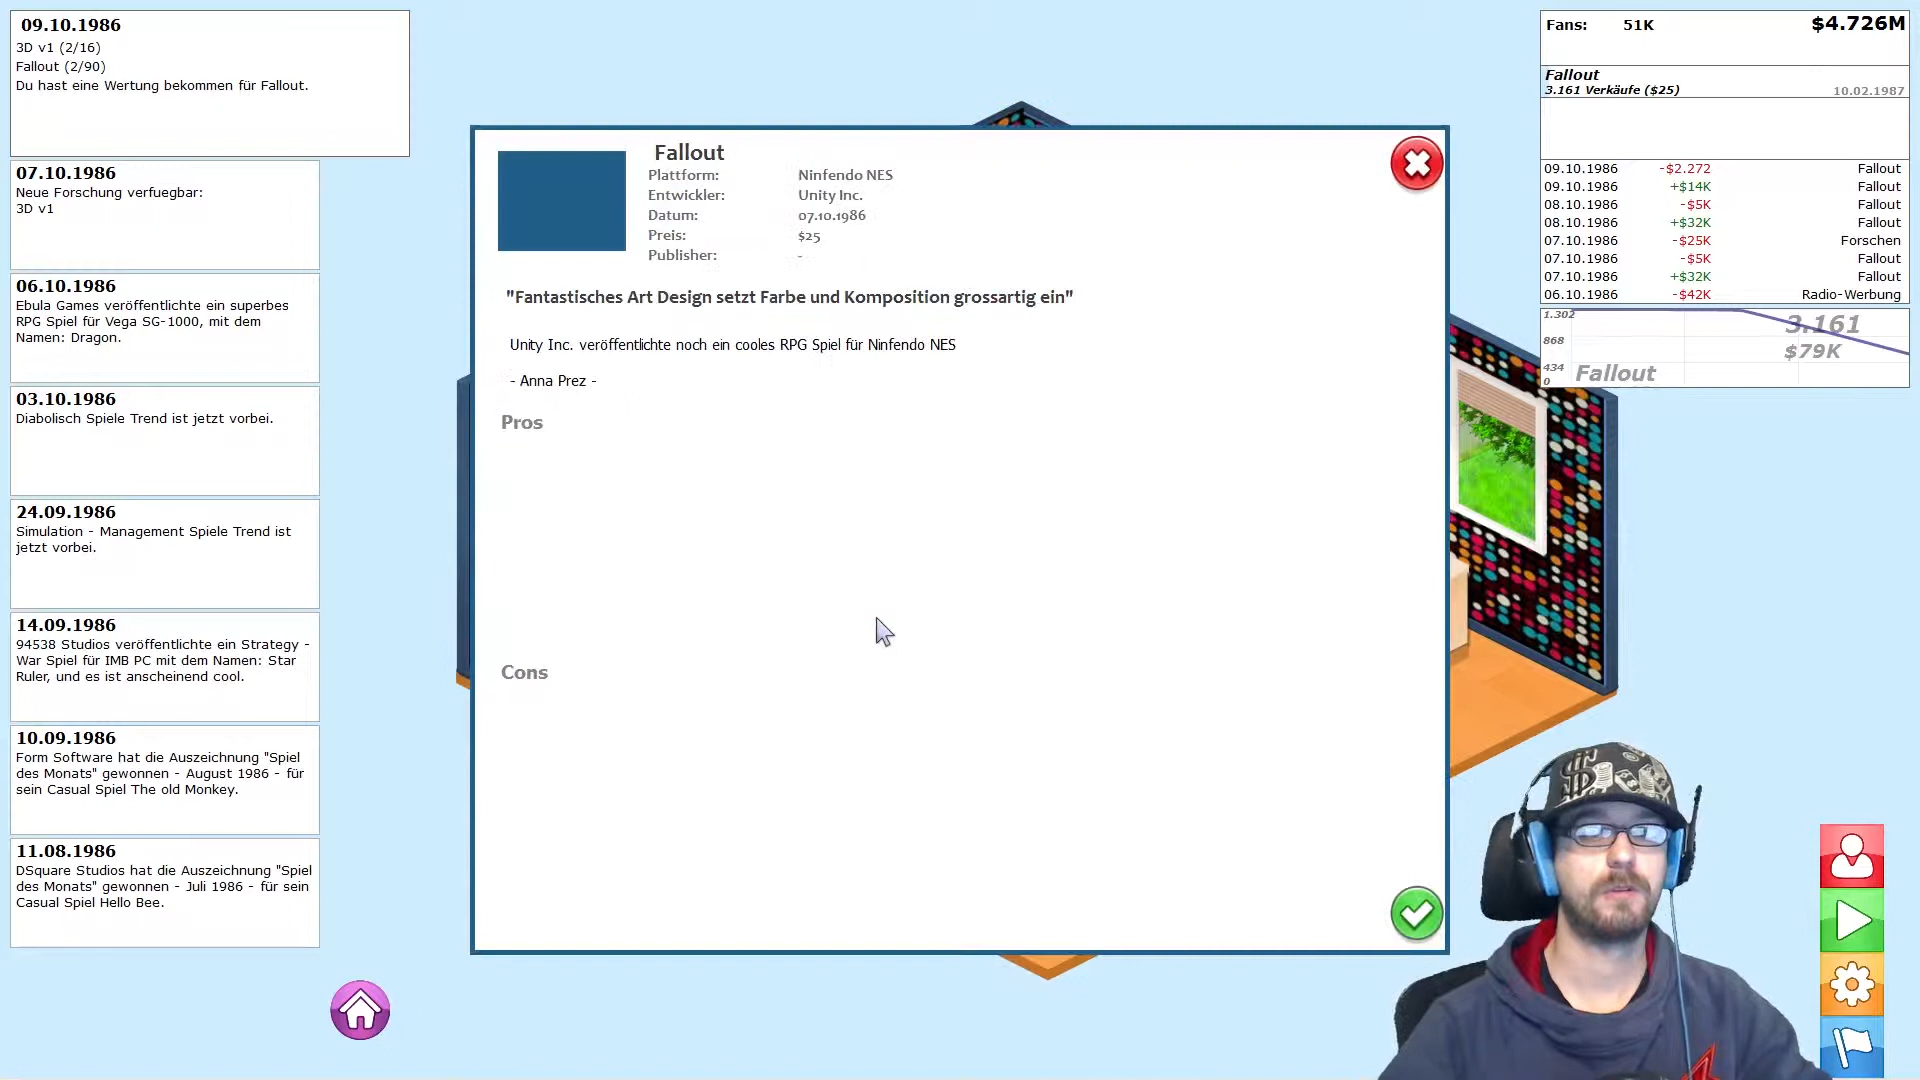 09.10.1986
3D v1 (2/16)
Fallout (2/90)
Du hast eine Wertung bekommen für Fallout.
07.10.1986
Neue Forschung verfuegbar:
3D v1
06.10.1986
Ebula Games veröffentlichte ein superbes
RPG Spiel für Vega SG-1000, mit dem
Namen: Dragon.
03.10.1986
Diabolisch Spiele Trend ist jetzt vorbei.
24.09.1986
Simulation - Management Spiele Trend ist
jetzt vorbei.
14.09.1986
94538 Studios veröffentlichte ein Strategy -
War Spiel für IMB PC mit dem Namen: Star
Ruler, und es ist anscheinend cool.
10.09.1986
Form Software hat die Auszeichnung "Spiel
des Monats" gewonnen - August 1986 - für
sein Casual Spiel The old Monkey.
11.08.1986
DSquare Studios hat die Auszeichnung "Spiel
des Monats" gewonnen - Juli 1986 - für sein
Casual Spiel Hello Bee.
Fallout
Plattform: Ninfendo NES
Entwickler: Unity Inc.
Datum: 07.10.1986
Preis: $25
Publisher: -
"Fantastisches Art Design setzt Farbe und Komposition grossartig ein"
Unity Inc. veröffentlichte noch ein cooles RPG Spiel für Ninfendo NES
- Anna Prez -
Pros
Cons
Fans: 51K $4.726M
Fallout
3.161 Verkäufe ($25) 10.02.1987
09.10.1986 -$2.272 Fallout
09.10.1986 +$14K Fallout
08.10.1986 -$5K Fallout
08.10.1986 +$32K Fallout
07.10.1986 -$25K Forschen
07.10.1986 -$5K Fallout
07.10.1986 +$32K Fallout
06.10.1986 -$42K Radio-Werbung
1.302 3.161
868 $79K
434 Fallout
0